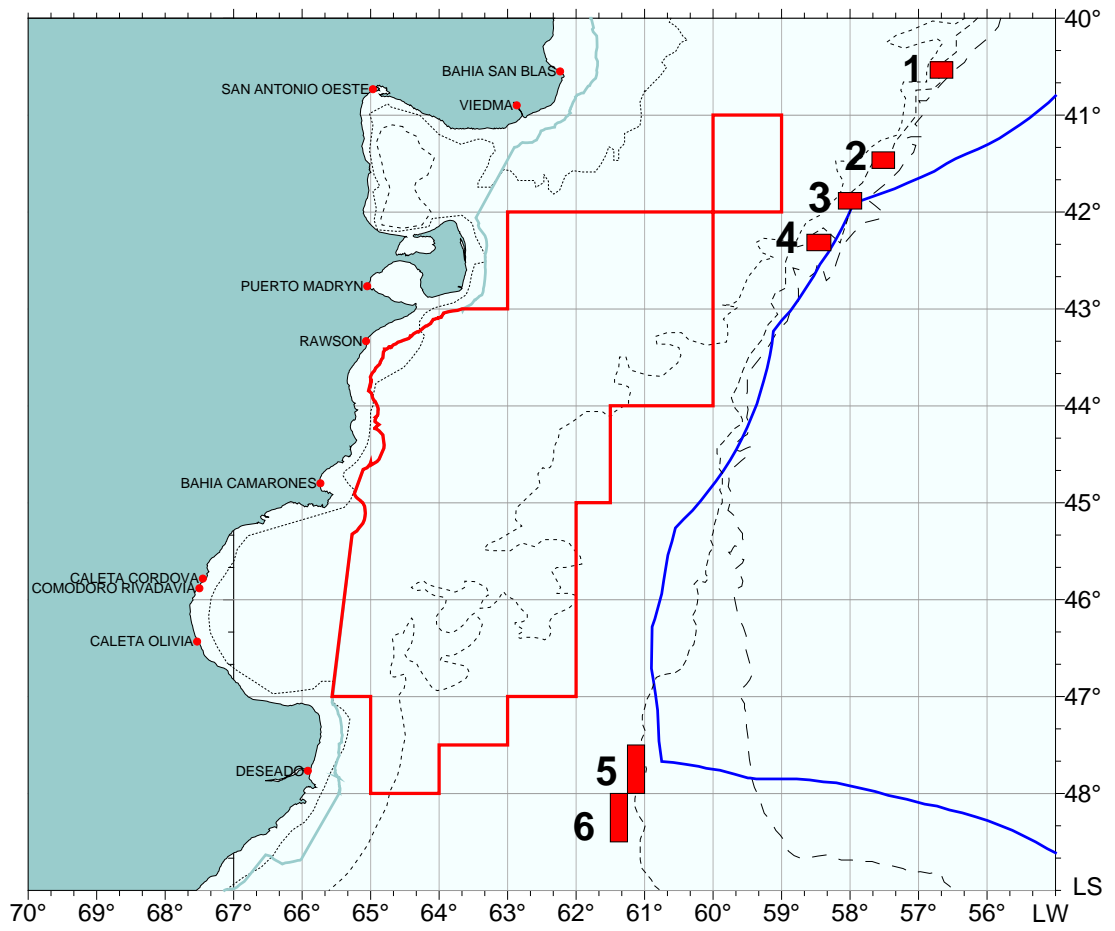 40°
1
BAHIA SAN BLAS
SAN ANTONIO OESTE
VIEDMA
41°
2
3
42°
4
PUERTO MADRYN
43°
RAWSON
44°
BAHIA CAMARONES
45°
CALETA CORDOVA
COMODORO RIVADAVIA
46°
CALETA OLIVIA
47°
5
DESEADO
48°
6
LS
70° 69° 68° 67° 66° 65° 64° 63° 62° 61° 60° 59° 58° 57° 56° LW